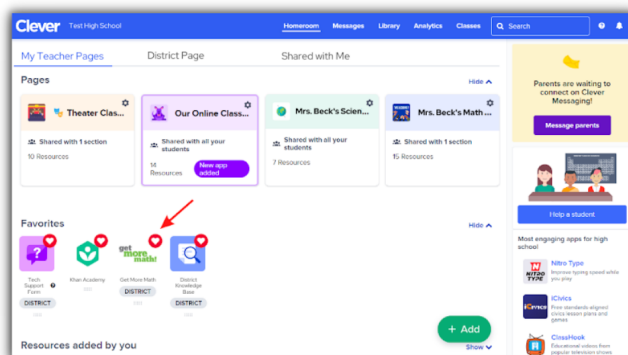 Clever
Test High School
Homeroom
Messages
Library
Analytics
Classes
Search
My Teacher Pages
District Page
Shared with Me
Pages
Hide
Theater Clas...
Our Online Class...
Mrs. Beck's Scien...
Mrs. Beck's Math ...
Shared with 1 section
10 Resources
Shared with all your
students
14
Resources
New app
added
Shared with all your
students
7 Resources
Shared with 1 section
15 Resources
Favorites
Hide
get
more
math!
Tech
Support
Form
DISTRICT
Khan Academy
Get More Math
DISTRICT
District
Knowledge
Base
DISTRICT
+ Add
Resources added by you
Show
Parents are waiting to
connect on Clever
Messaging!
Message parents
Help a student
Most engaging apps for high
school
NITRO
TYPE
Nitro Type
Improve typing speed while
you play
iCivics
iCivics
Free standards-aligned
civics lesson plans and
games
ClassHook
Educational videos from
popular television shows